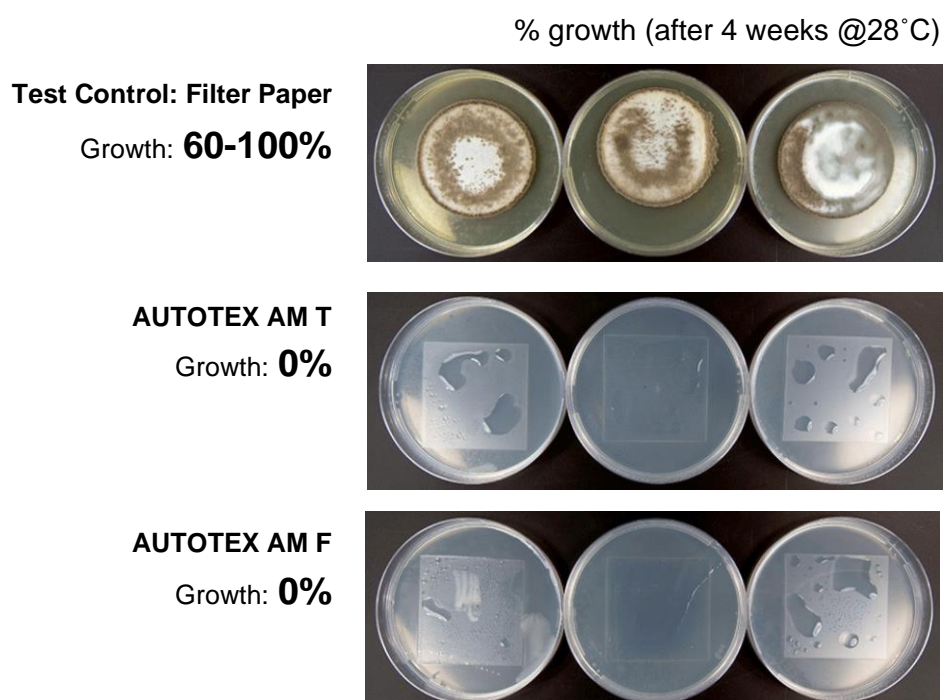 % growth (after 4 weeks @28˚C)
Test Control: Filter Paper
Growth: 60-100%
AUTOTEX AM T
Growth: 0%
AUTOTEX AM F
Growth: 0%